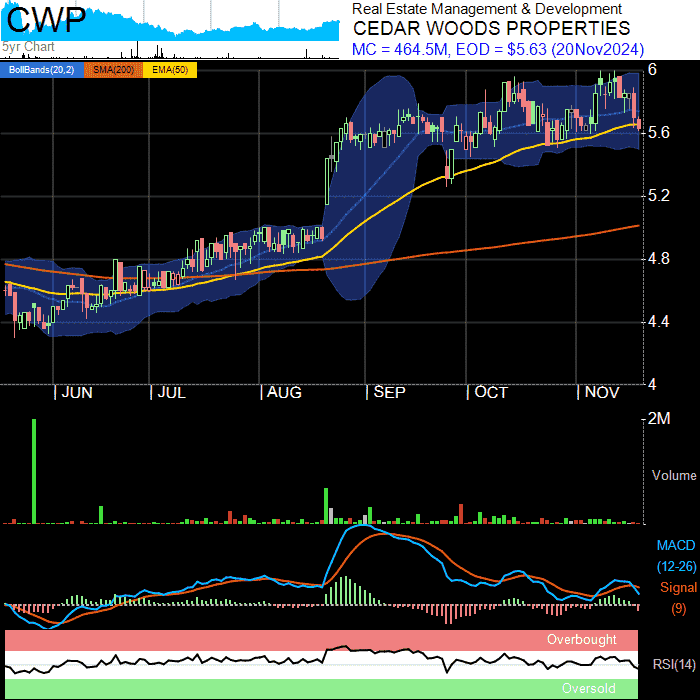 CWP
5yr Chart
Real Estate Management & Development
CEDAR WOODS PROPERTIES
MC = 464.5M, EOD = $5.63 (20Nov2024)
BollBands(20,2) SMA(200) EMA(50)
6
5.6
5.2
4.8
4.4
4
JUN JUL AUG SEP OCT NOV
2M
Volume
MACD
(12-26)
Signal
(9)
Overbought
RSI(14)
Oversold